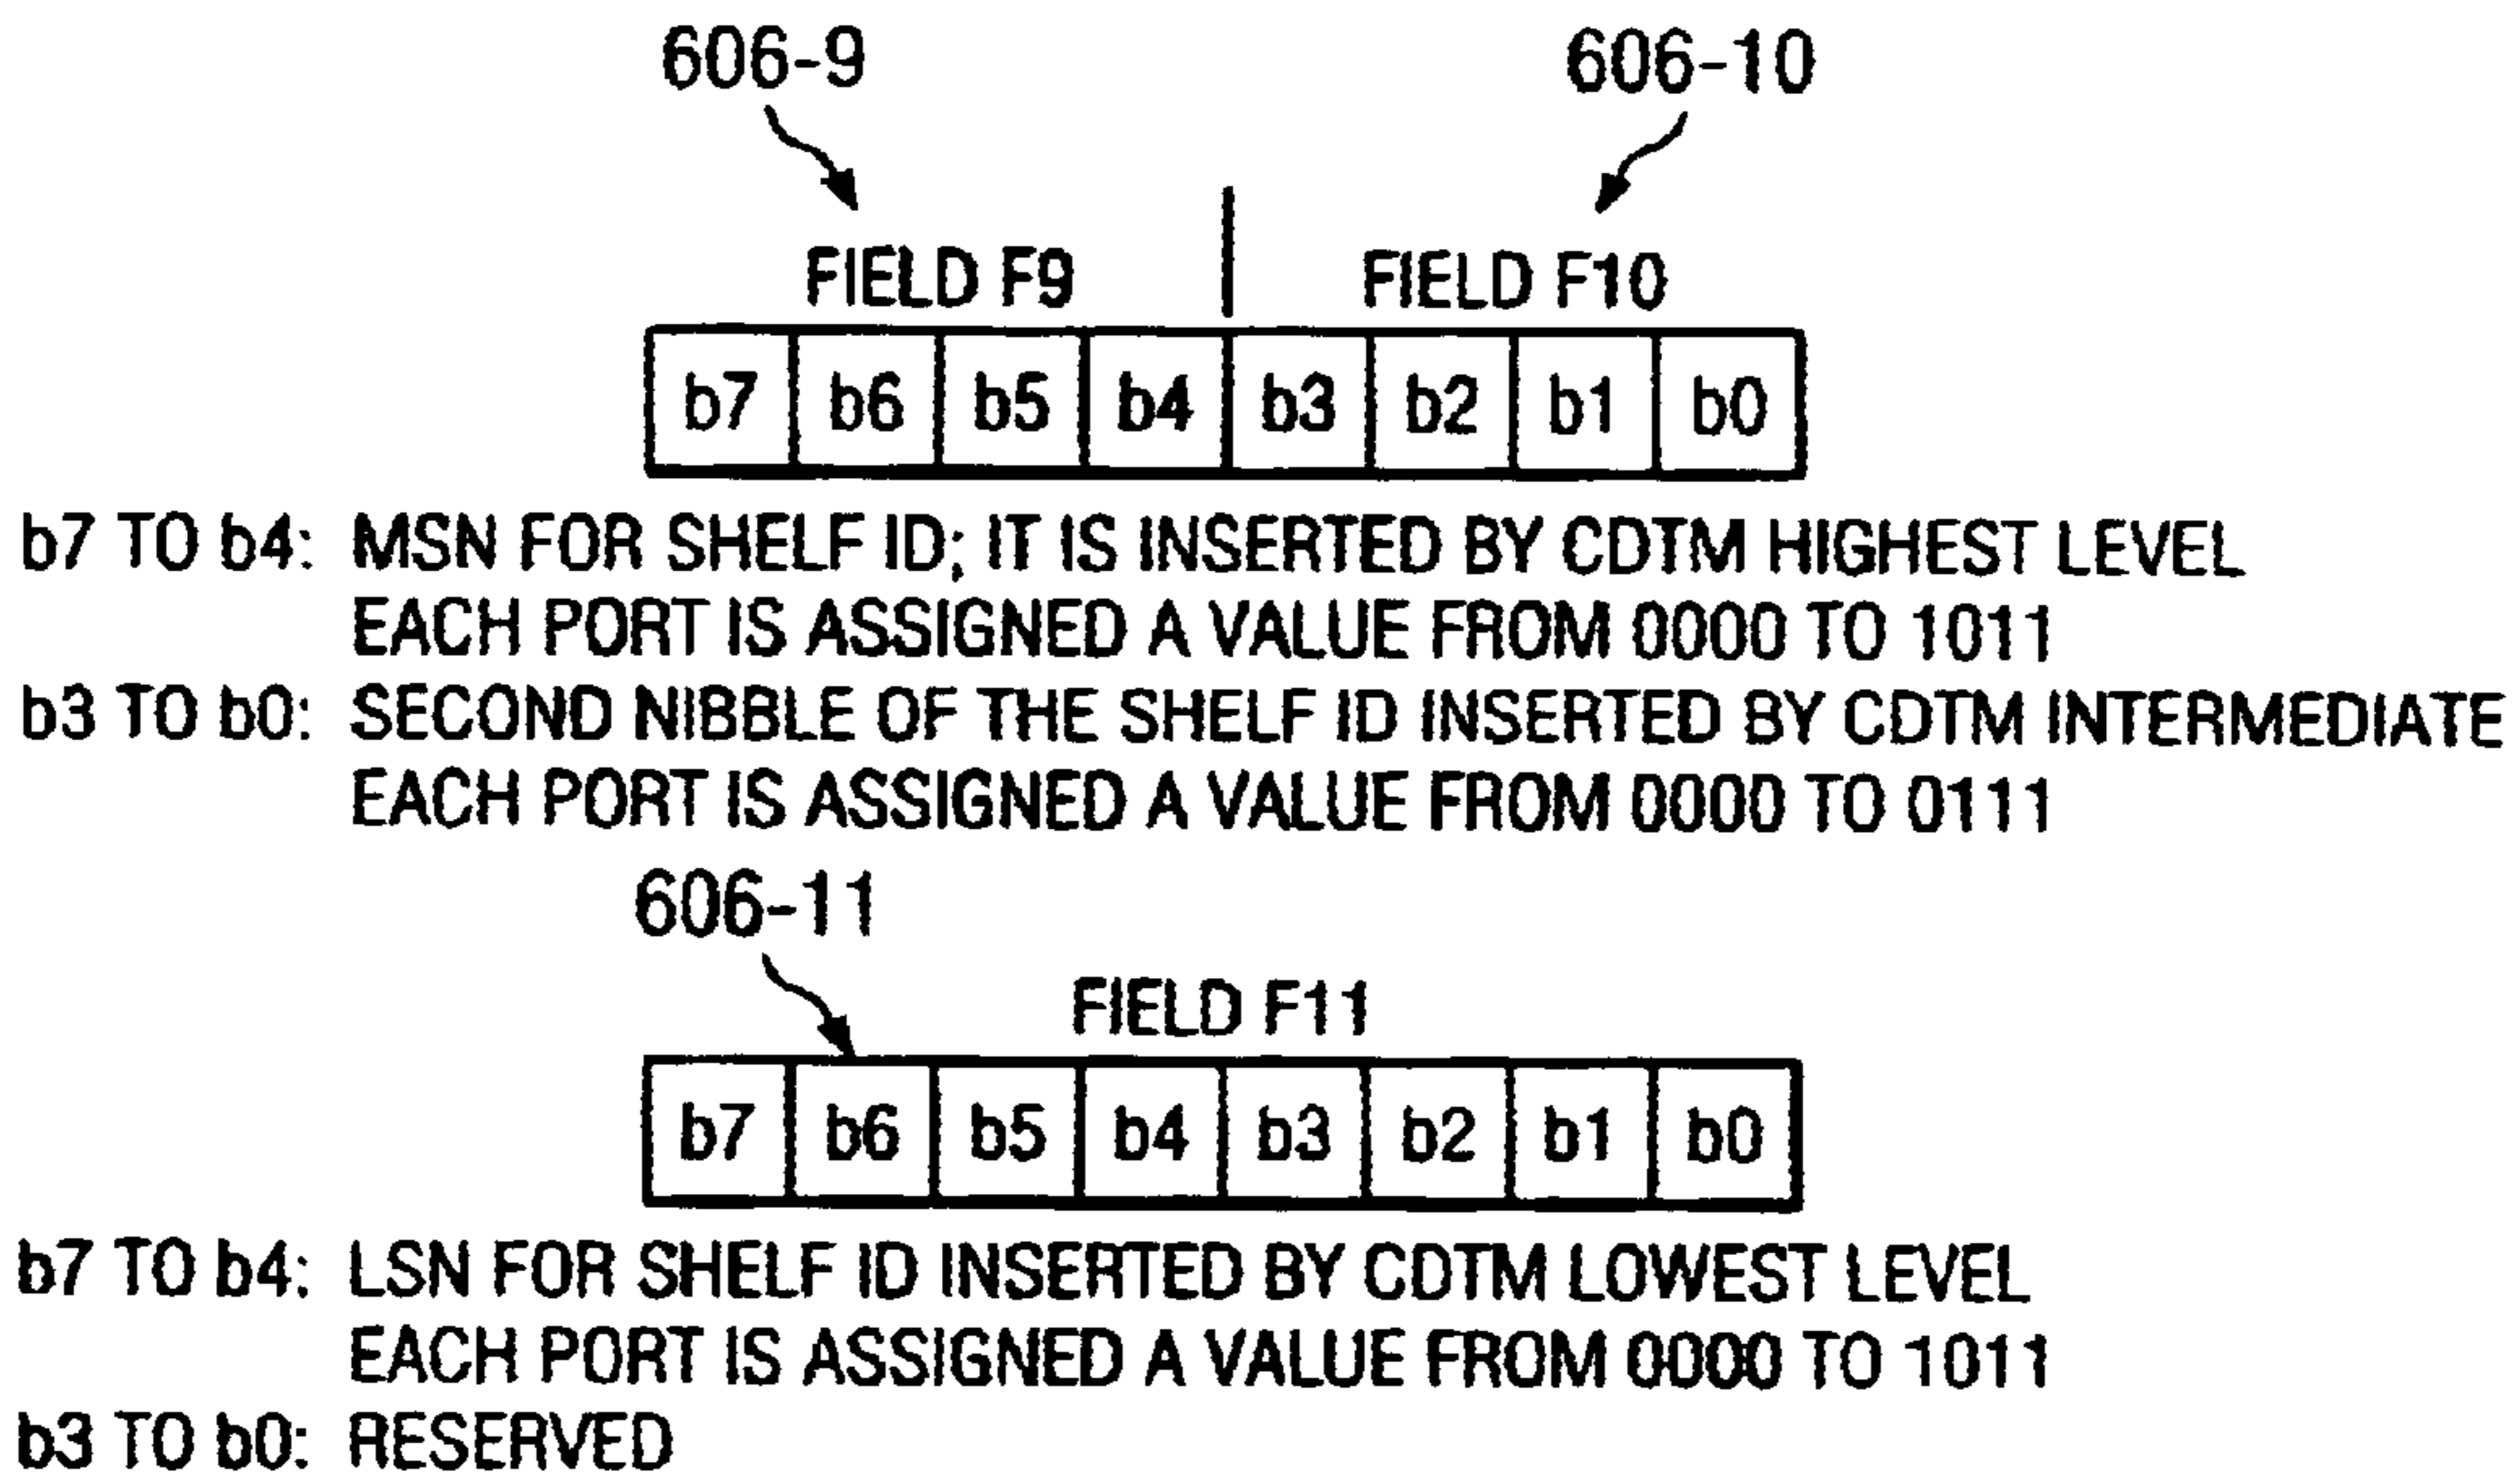 606-9 606-10
FIELD F9 FIELD F10
b7 b6 b5 b4 b3 b2 b1 b0
b7 TO b4: MSN FOR SHELF ID; IT IS INSERTED BY CDTM HIGHEST LEVEL
EACH PORT IS ASSIGNED A VALUE FROM 0000 TO 1011
b3 TO b0: SECOND NIBBLE OF THE SHELF ID INSERTED BY CDTM INTERMEDIATE
EACH PORT IS ASSIGNED A VALUE FROM 0000 TO 0111
606-11
FIELD F11
b7 b6 b5 b4 b3 b2 b1 b0
b7 TO b4: LSN FOR SHELF ID INSERTED BY CDTM LOWEST LEVEL
EACH PORT IS ASSIGNED A VALUE FROM 0000 TO 1011
b3 TO b0: RESERVED